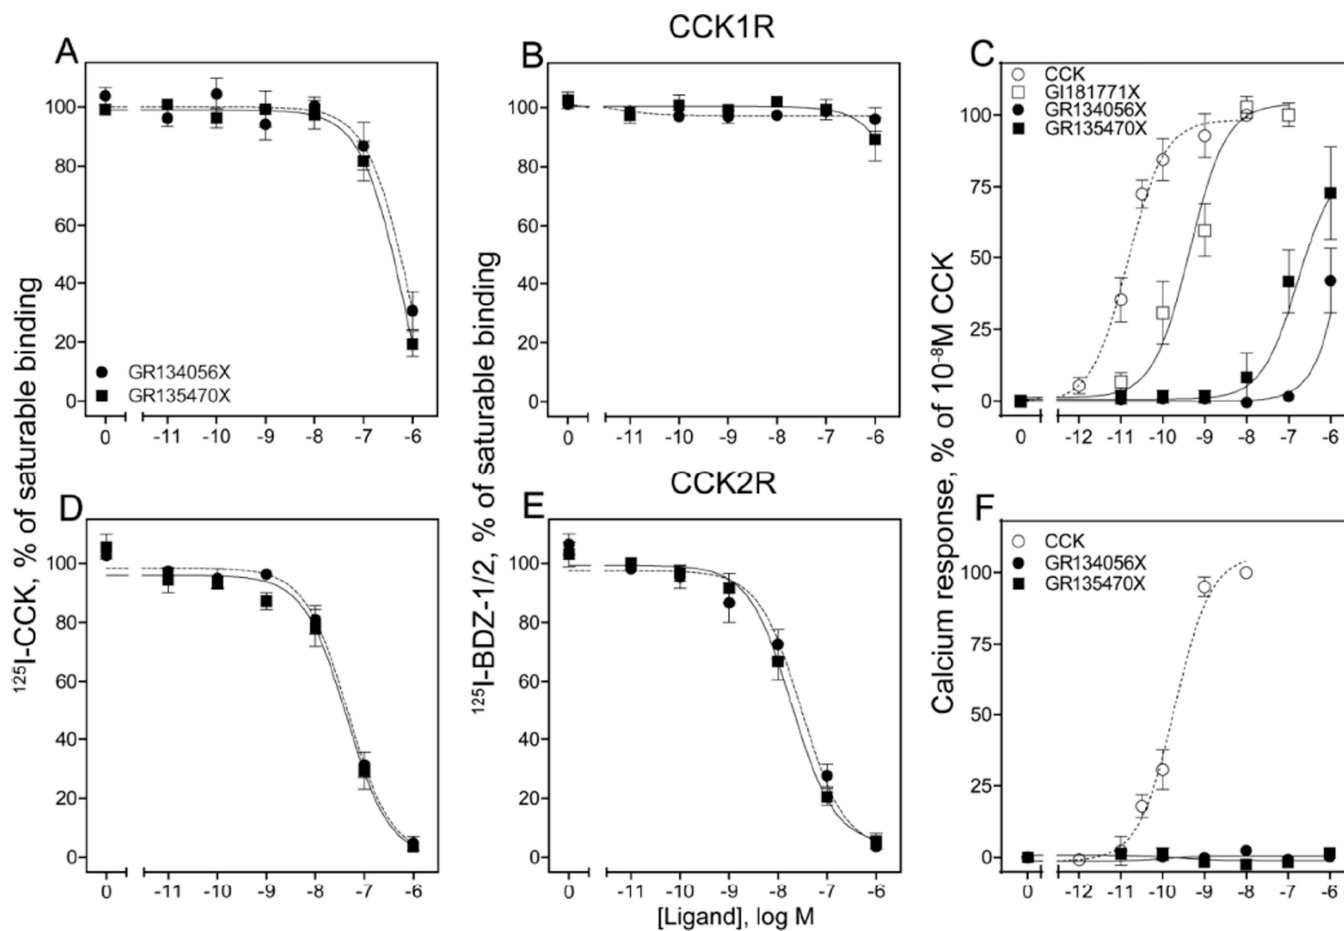 CCK1R
A
B
C
125I-CCK, % of saturable binding
100
80
60
40
20
0
GR134056X
GR135470X
0 -11 -10 -9 -8 -7 -6
125I-BDZ-1/2, % of saturable binding
100
80
60
40
20
0
0 -11 -10 -9 -8 -7 -6
Calcium response, % of 10-8M CCK
CCK
GI181771X
GR134056X
GR135470X
100
75
50
25
0
0 -12 -11 -10 -9 -8 -7 -6
CCK2R
D
E
F
100
80
60
40
20
0
0 -11 -10 -9 -8 -7 -6
100
80
60
40
20
0
0 -11 -10 -9 -8 -7 -6
[Ligand], log M
CCK
GR134056X
GR135470X
100
75
50
25
0
0 -12 -11 -10 -9 -8 -7 -6